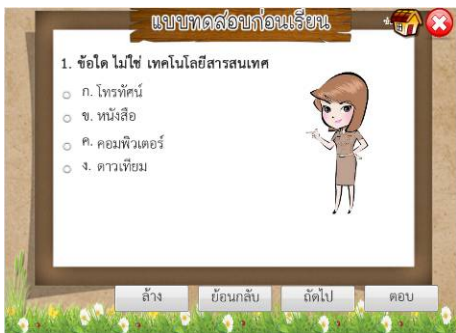 แบบทดสอบก่อนเรียน
1. ข้อใด ไม่ใช่ เทคโนโลยีสารสนเทศ
ก. โทรทัศน์
ข. หนังสือ
ค. คอมพิวเตอร์
ง. ดาวเทียม
ล้าง ย้อนกลับ ถัดไป ตอบ